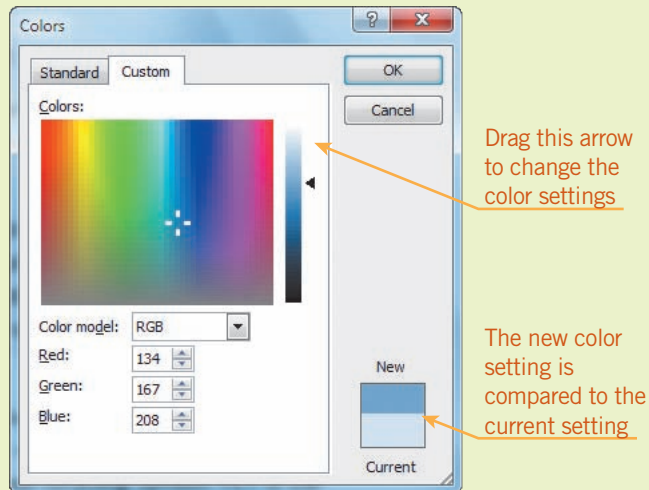 Colors
Standard Custom
OK
Cancel
Colors:
Drag this arrow
to change the
color settings
Color model: RGB
Red: 134
Green: 167
Blue: 208
New
Current
The new color
setting is
compared to the
current setting